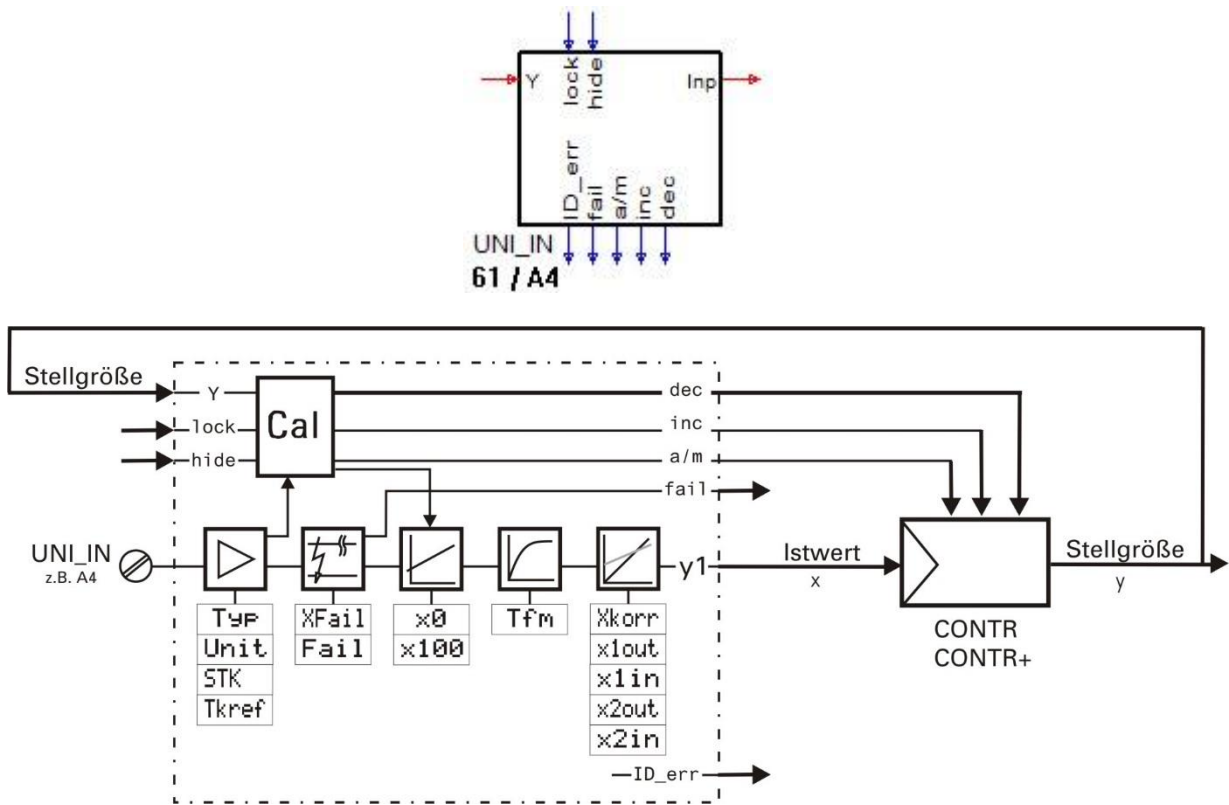 lock
hide
Y
Inp
ID_err
fail
a/m
inc
dec
UNI_IN
61 / A4
Stellgröße
Y
lock
hide
Cal
dec
inc
a/m
fail
UNI_IN
z.B. A4
y1
Istwert
x
Stellgröße
y
Typ
Unit
STK
Tkref
XFail
Fail
x0
x100
Tfm
Xkorr
x1out
x1in
x2out
x2in
CONTR
CONTR+
ID_err